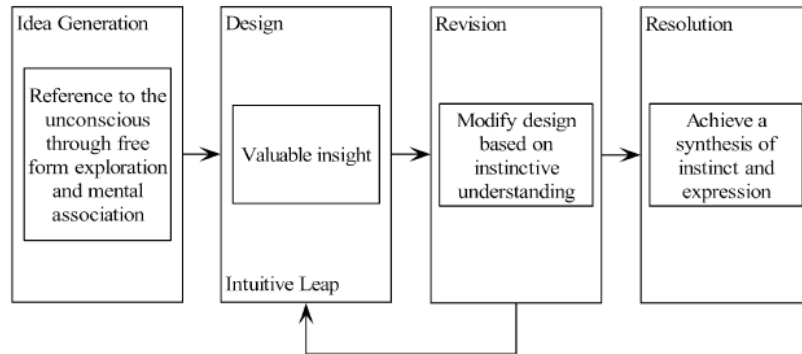 Idea Generation
Reference to the
unconscious
through free
form exploration
and mental
association
Design
Valuable insight
Intuitive Leap
Revision
Modify design
based on
instinctive
understanding
Resolution
Achieve a
synthesis of
instinct and
expression